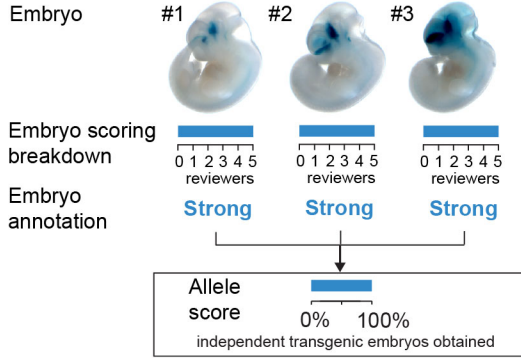 Embryo #1 #2 #3
Embryo scoring
breakdown
0 1 2 3 4 5 0 1 2 3 4 5 0 1 2 3 4 5
reviewers reviewers reviewers
Embryo
annotation
Strong Strong Strong
Allele
score
0% 100%
independent transgenic embryos obtained